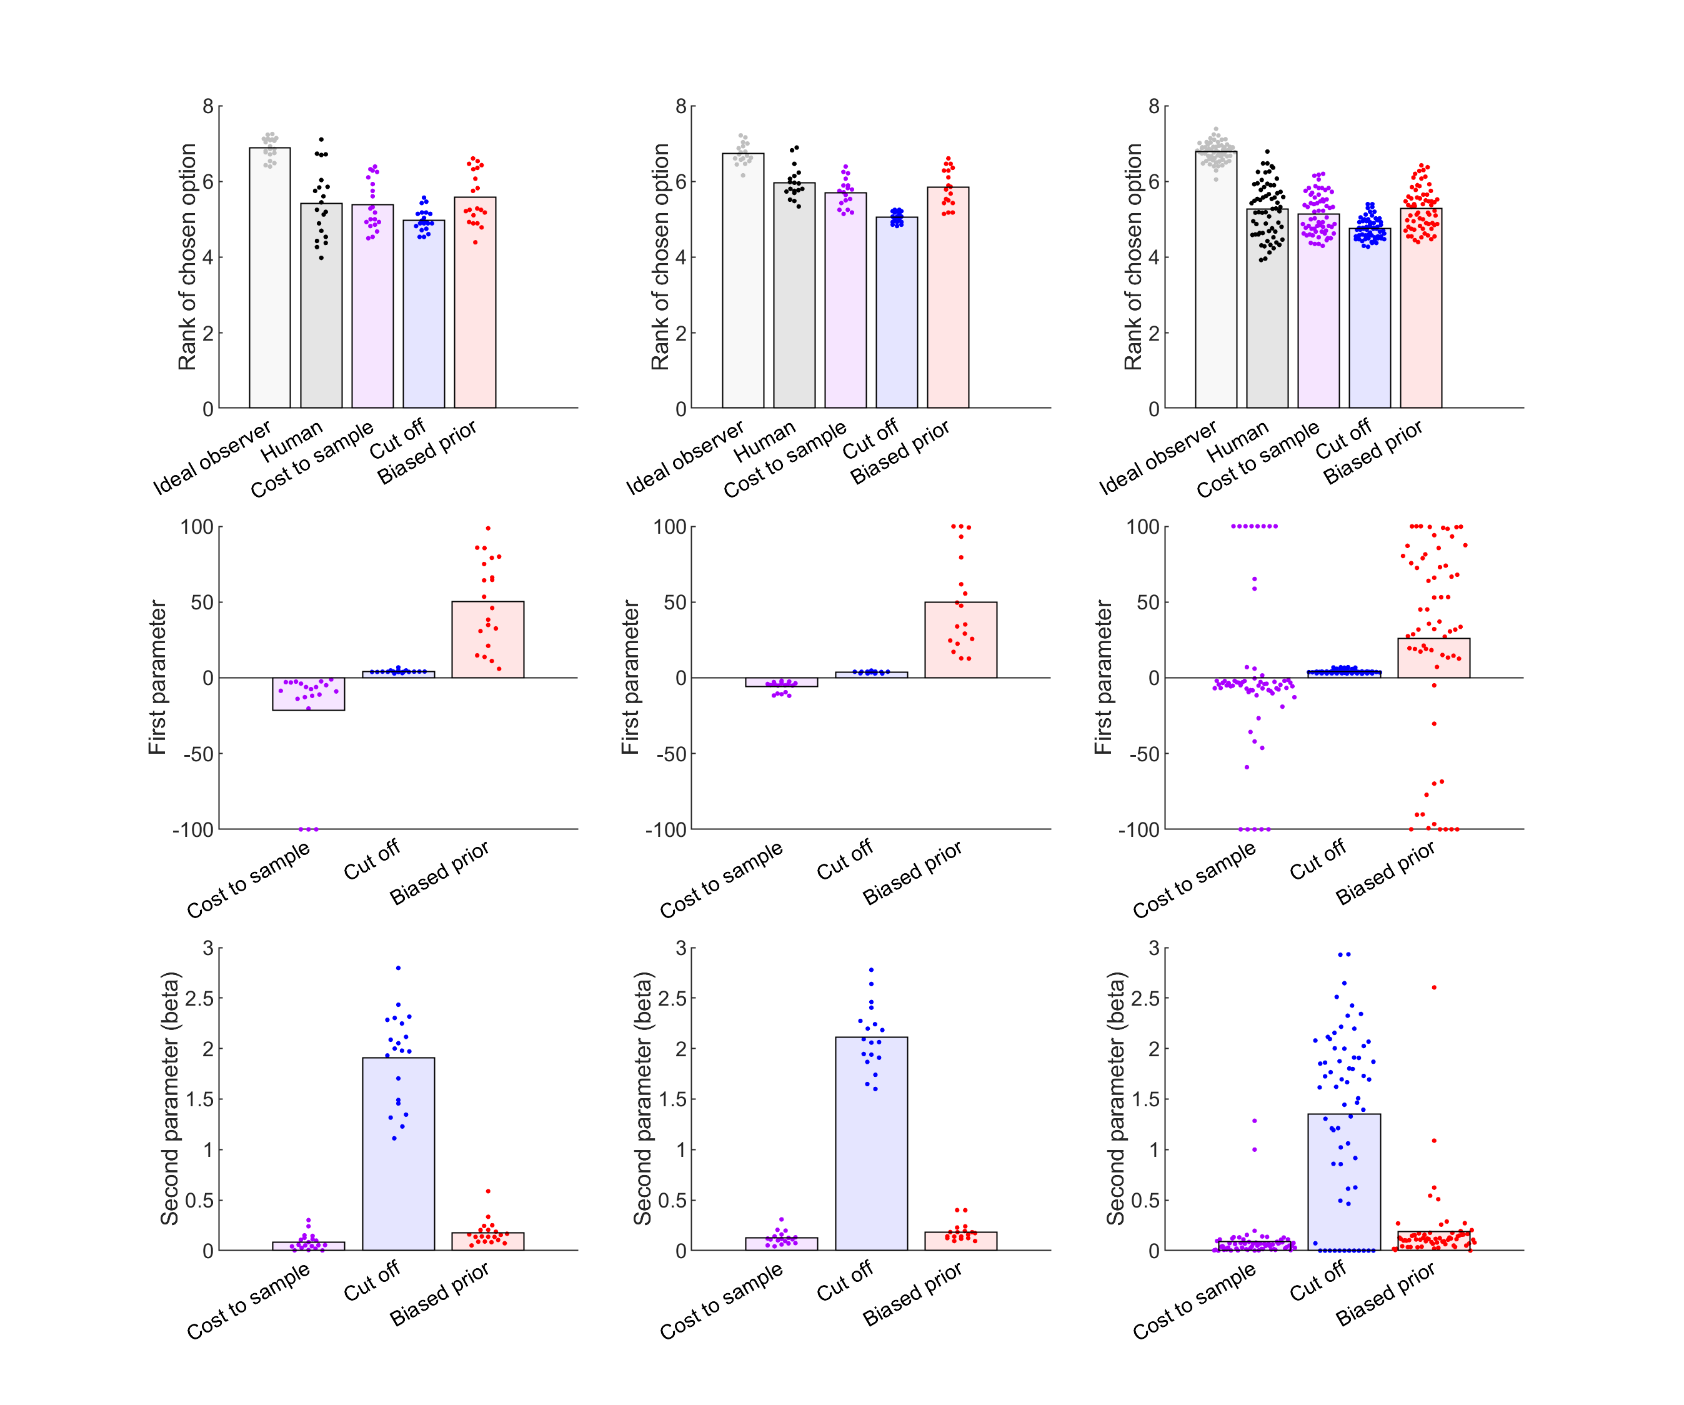 8
6
4
2
0
Rank of chosen option
Ideal observer
Human
Cost to sample
Cut off
Biased prior
8
6
4
2
0
Rank of chosen option
Ideal observer
Human
Cost to sample
Cut off
Biased prior
8
6
4
2
0
Rank of chosen option
Ideal observer
Human
Cost to sample
Cut off
Biased prior
100
50
0
-50
-100
First parameter
Cost to sample
Cut off
Biased prior
100
50
0
-50
-100
First parameter
Cost to sample
Cut off
Biased prior
100
50
0
-50
-100
First parameter
Cost to sample
Cut off
Biased prior
3
2.5
2
1.5
1
0.5
0
Second parameter (beta)
Cost to sample
Cut off
Biased prior
3
2.5
2
1.5
1
0.5
0
Second parameter (beta)
Cost to sample
Cut off
Biased prior
3
2.5
2
1.5
1
0.5
0
Second parameter (beta)
Cost to sample
Cut off
Biased prior